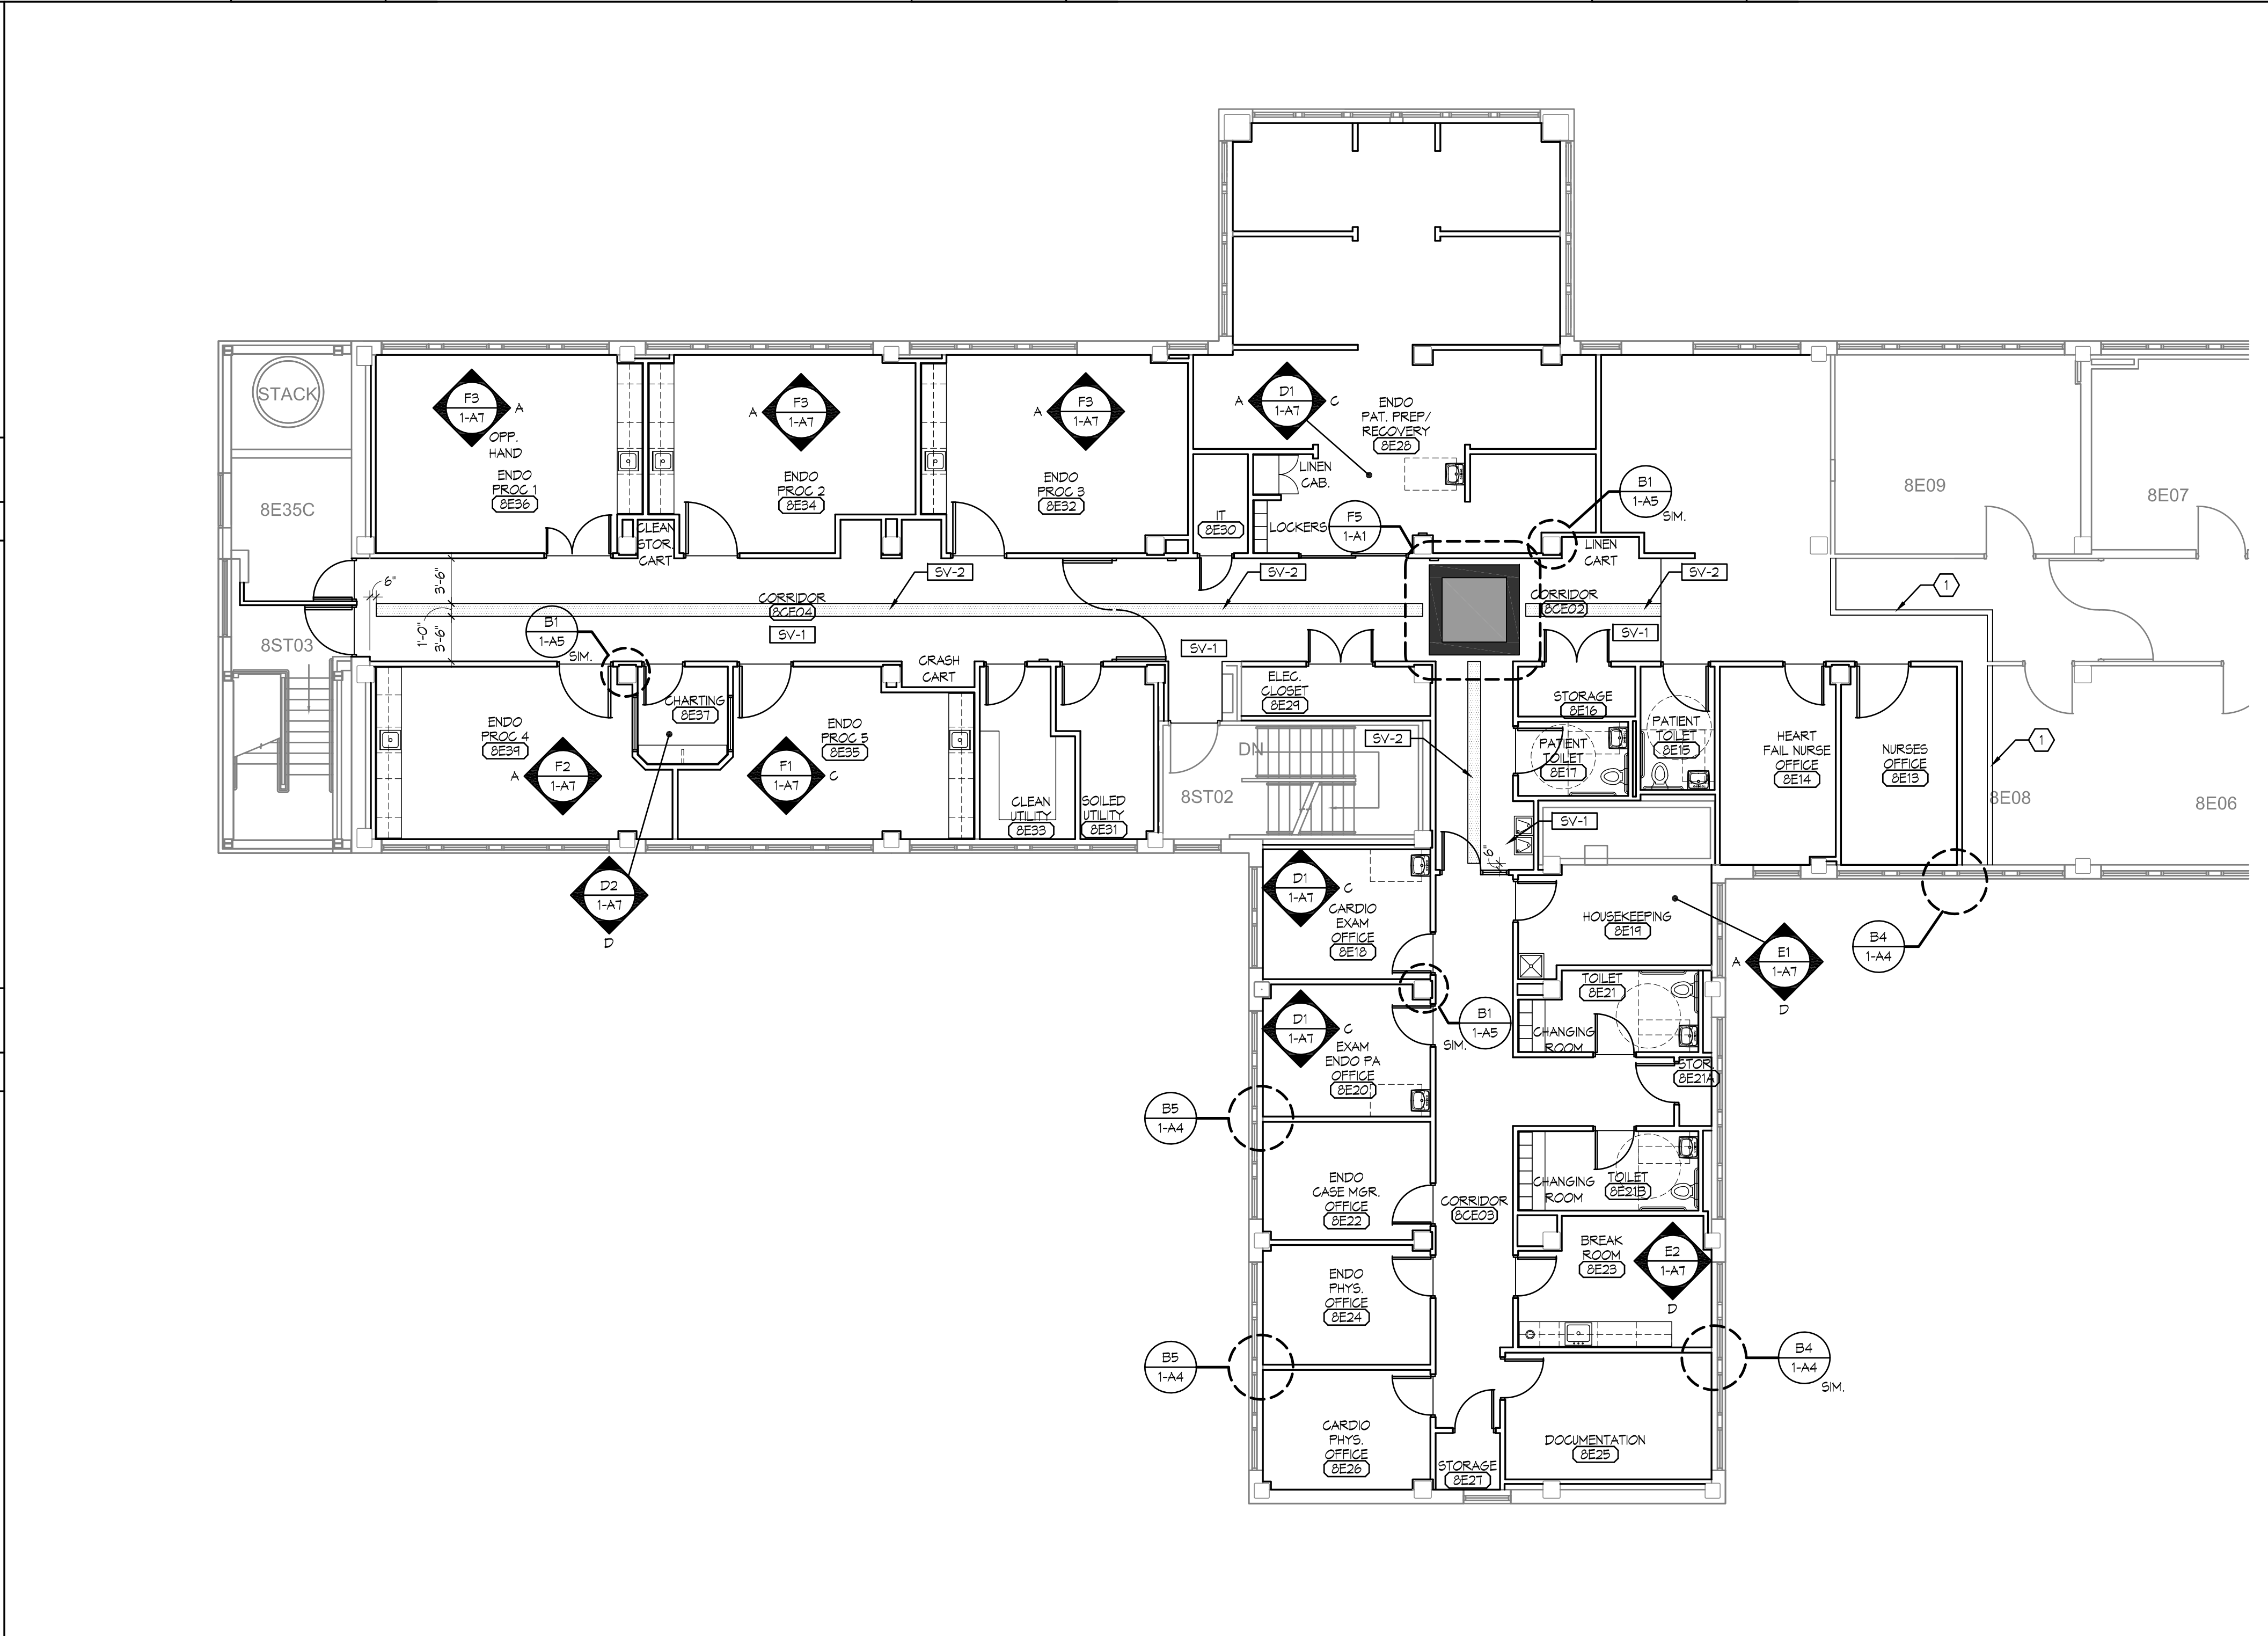 STACK
8E35C
8ST03
F3
1-A7
A
OPP.
HAND
ENDO
PROC 1
8E36
CLEAN
STOR.
CART
F3
1-A7
A
ENDO
PROC 2
8E34
F3
1-A7
A
ENDO
PROC 3
8E32
D1
1-A7
A
C
ENDO
PAT. PREP/
RECOVERY
8E28
LINEN
CAB.
IT
8E30
LOCKERS
F5
1-A1
B1
1-A5
SIM.
LINEN
CART
8E09
8E07
6"
3'-6"
1'-0"
3'-6"
CORRIDOR
8CE04
SV-1
SV-2
SV-2
SV-1
CORRIDOR
8CE02
SV-2
SV-1
1
B1
1-A5
SIM.
CRASH
CART
CHARTING
8E37
ENDO
PROC 4
8E39
F2
1-A7
A
ENDO
PROC 5
8E35
F1
1-A7
C
CLEAN
UTILITY
8E33
SOILED
UTILITY
8E31
ELEC.
CLOSET
8E29
DN
8ST02
SV-2
STORAGE
8E16
PATIENT
TOILET
8E17
PATIENT
TOILET
8E15
HEART
FAIL NURSE
OFFICE
8E14
NURSES
OFFICE
8E13
1
8E08
8E06
SV-1
6"
D2
1-A7
D
D1
1-A7
C
CARDIO
EXAM
OFFICE
8E18
HOUSEKEEPING
8E19
E1
1-A7
A
D
B4
1-A4
TOILET
8E21
CHANGING
ROOM
B1
1-A5
SIM.
D1
1-A7
C
EXAM
ENDO PA
OFFICE
8E20
STOR.
8E21A
B5
1-A4
ENDO
CASE MGR.
OFFICE
8E22
CORRIDOR
8CE03
CHANGING
ROOM
TOILET
8E21B
BREAK
ROOM
8E23
E2
1-A7
D
ENDO
PHYS.
OFFICE
8E24
B5
1-A4
B4
1-A4
SIM.
CARDIO
PHYS.
OFFICE
8E26
STORAGE
8E27
DOCUMENTATION
8E25